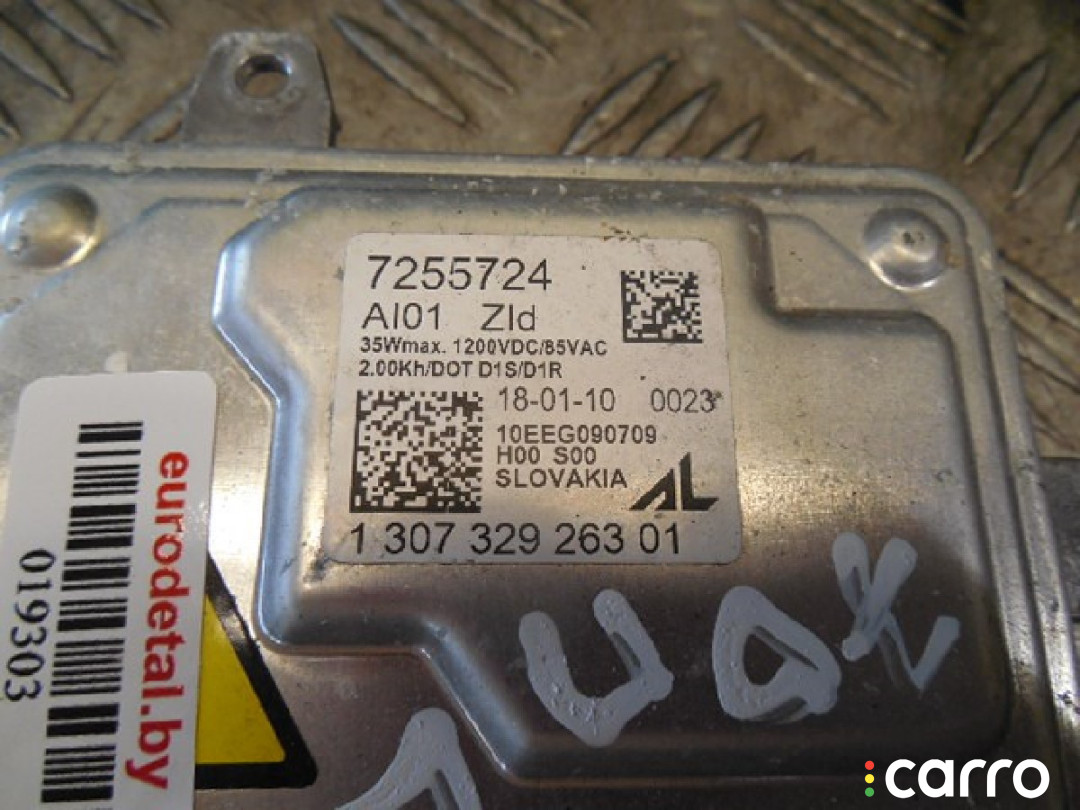 7255724
AI01 Zld
35Wmax. 1200VDC/85VAC
2.00Kh/DOT D1S/D1R
18-01-10 0023
10EEG090709
H00 S00
SLOVAKIA AL
1 307 329 263 01
eurodetal.by
019303
carro